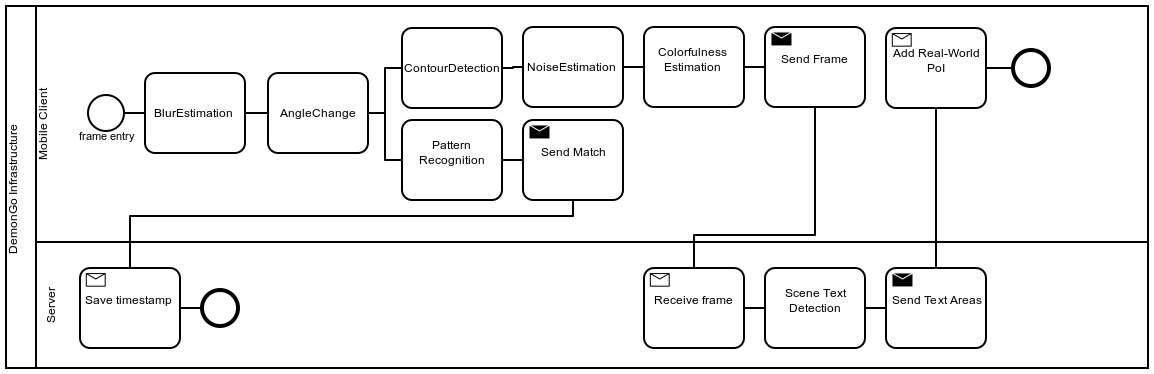 DemonGo Infrastructure
Mobile Client
frame entry
BlurEstimation
AngleChange
ContourDetection
NoiseEstimation
Colorfulness
Estimation
Send Frame
Add Real-World
PoI
Pattern
Recognition
Send Match
Server
Save timestamp
Receive frame
Scene Text
Detection
Send Text Areas